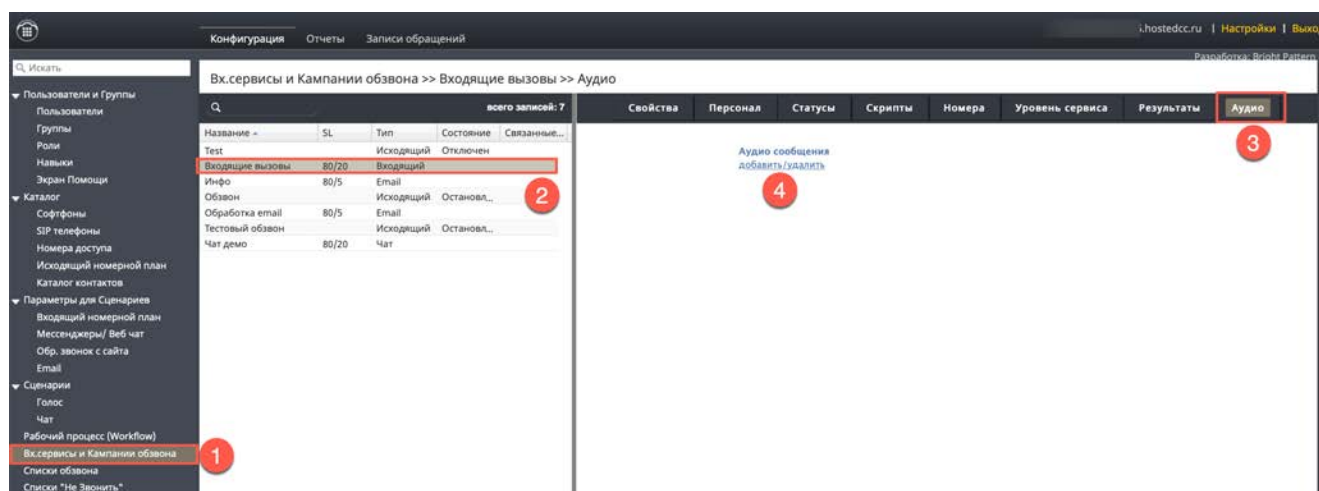 .hostedcc.ru | Настройки | Выхо
Конфигурация Отчеты Записи обращений
Разработка: Bright Pattern
Искать
Вх.сервисы и Кампании обзвона >> Входящие вызовы >> Аудио
Пользователи и Группы
Пользователи
Группы
Роли
Навыки
Экран Помощи
Каталог
Софтфоны
SIP телефоны
Номера доступа
Исходящий номерной план
Каталог контактов
Параметры для Сценариев
Входящий номерной план
Мессенджеры/ Веб чат
Обр. звонок с сайта
Email
Сценарии
Голос
Чат
Рабочий процесс (Workflow)
Вх.сервисы и Кампании обзвона
1
Списки обзвона
Списки "Не Звонить"
всего записей: 7
Название SL Тип Состояние Связанные...
Test Исходящий Отключен
Входящие вызовы 80/20 Входящий
Инфо 80/5 Email
2
Обзвон Исходящий Остановл...
Обработка email 80/5 Email
Тестовый обзвон Исходящий Остановл...
Чат демо 80/20 Чат
Свойства Персонал Статусы Скрипты Номера Уровень сервиса Результаты Аудио
3
Аудио сообщения
добавить/удалить
4